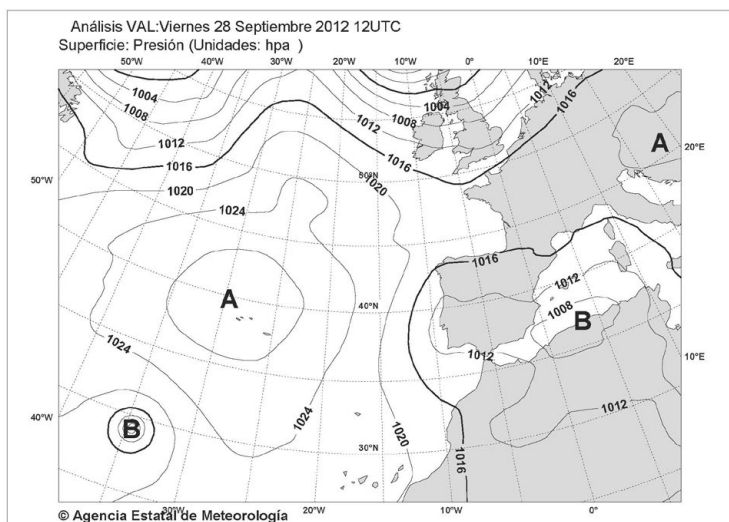 Análisis VAL:Viernes 28 Septiembre 2012 12UTC
Superficie: Presión (Unidades: hpa )
50°W 40°W 30°W 20°W 10°W 0° 10°E 20°E
1004
1008
1012
1016
1020
1024
1004
1008
1012
1016
1020
1012
1016
A
20°E
50°W
50°N
1016
1012
1008
A
40°N
B
1024
1012
10°E
1012
40°W
B
1024
1020
30°N
1016
30°W 20°W 10°W 0°
© Agencia Estatal de Meteorología